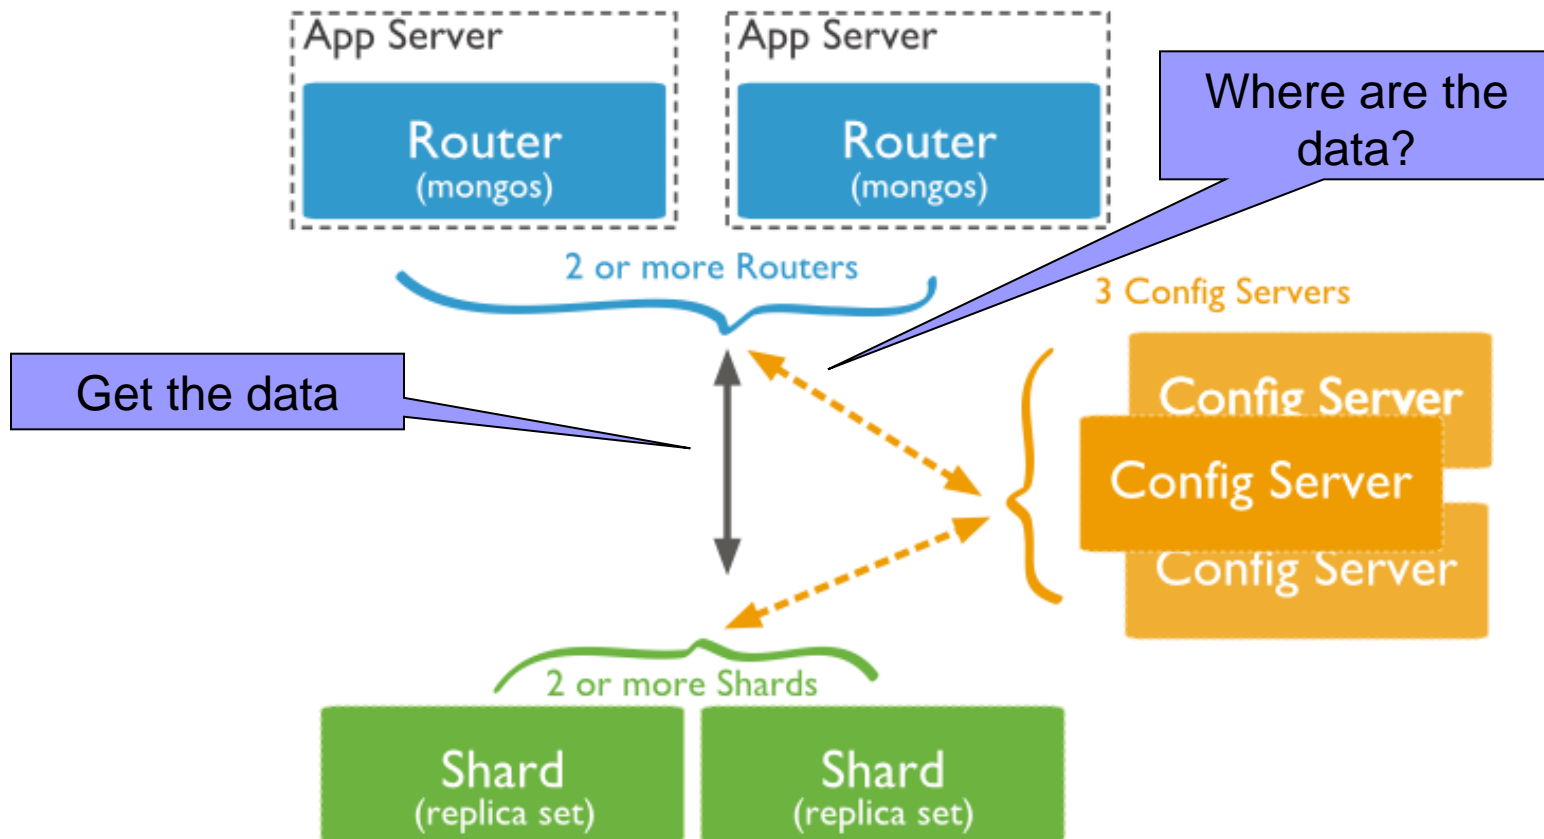 App Server
App Server
Router
(mongos)
Router
(mongos)
Where are the
data?
2 or more Routers
3 Config Servers
Get the data
Config Server
Config Server
Config Server
2 or more Shards
Shard
(replica set)
Shard
(replica set)